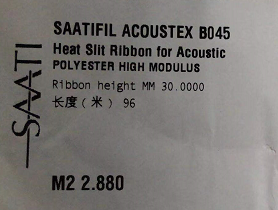 SAATI
SAATIFIL ACOUSTEX B045
Heat Slit Ribbon for Acoustic
POLYESTER HIGH MODULUS
Ribbon height MM 30.0000
长度(米) 96
M2 2.880